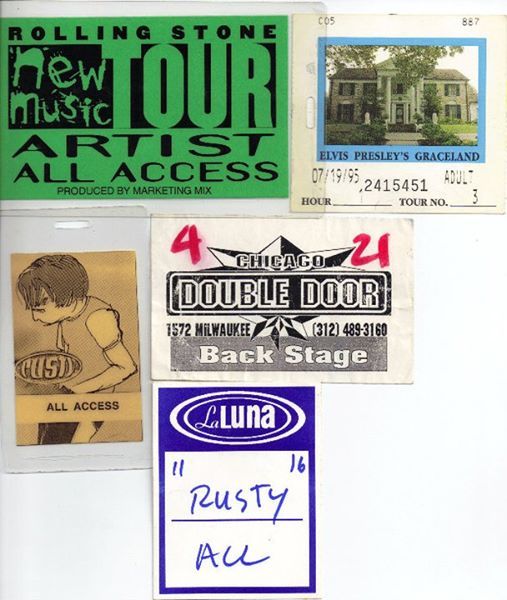 ROLLING STONE
new
music
TOUR
ARTIST
ALL ACCESS
PRODUCED BY MARKETING MIX
C05 887
ELVIS PRESLEY'S GRACELAND
07/19/95 ADULT
2415451
HOUR TOUR NO. 3
4 21
CHICAGO
DOUBLE DOOR
1572 MILWAUKEE (312) 489-3160
Back Stage
RUSTY
ALL ACCESS
La LUNA
11 16
RUSTY
ALL